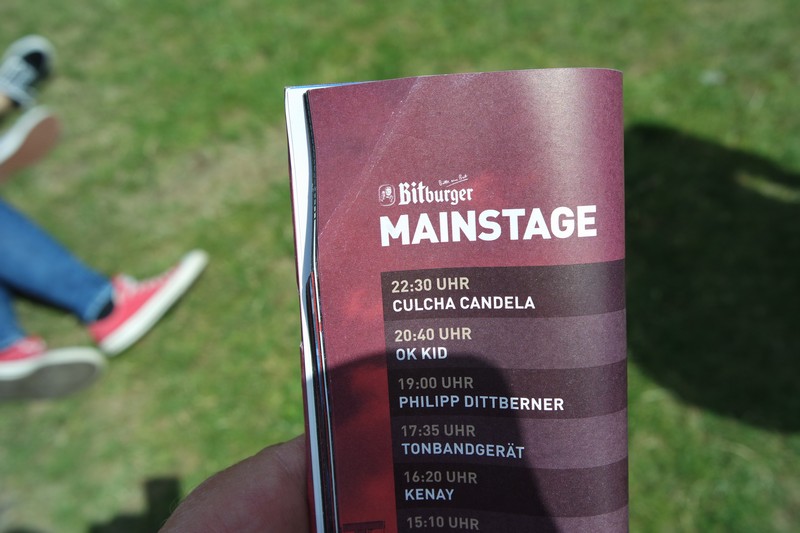 Bitburger
MAINSTAGE
22:30 UHR
CULCHA CANDELA
20:40 UHR
OK KID
19:00 UHR
PHILIPP DITTBERNER
17:35 UHR
TONBANDGERÄT
16:20 UHR
KENAY
15:10 UHR